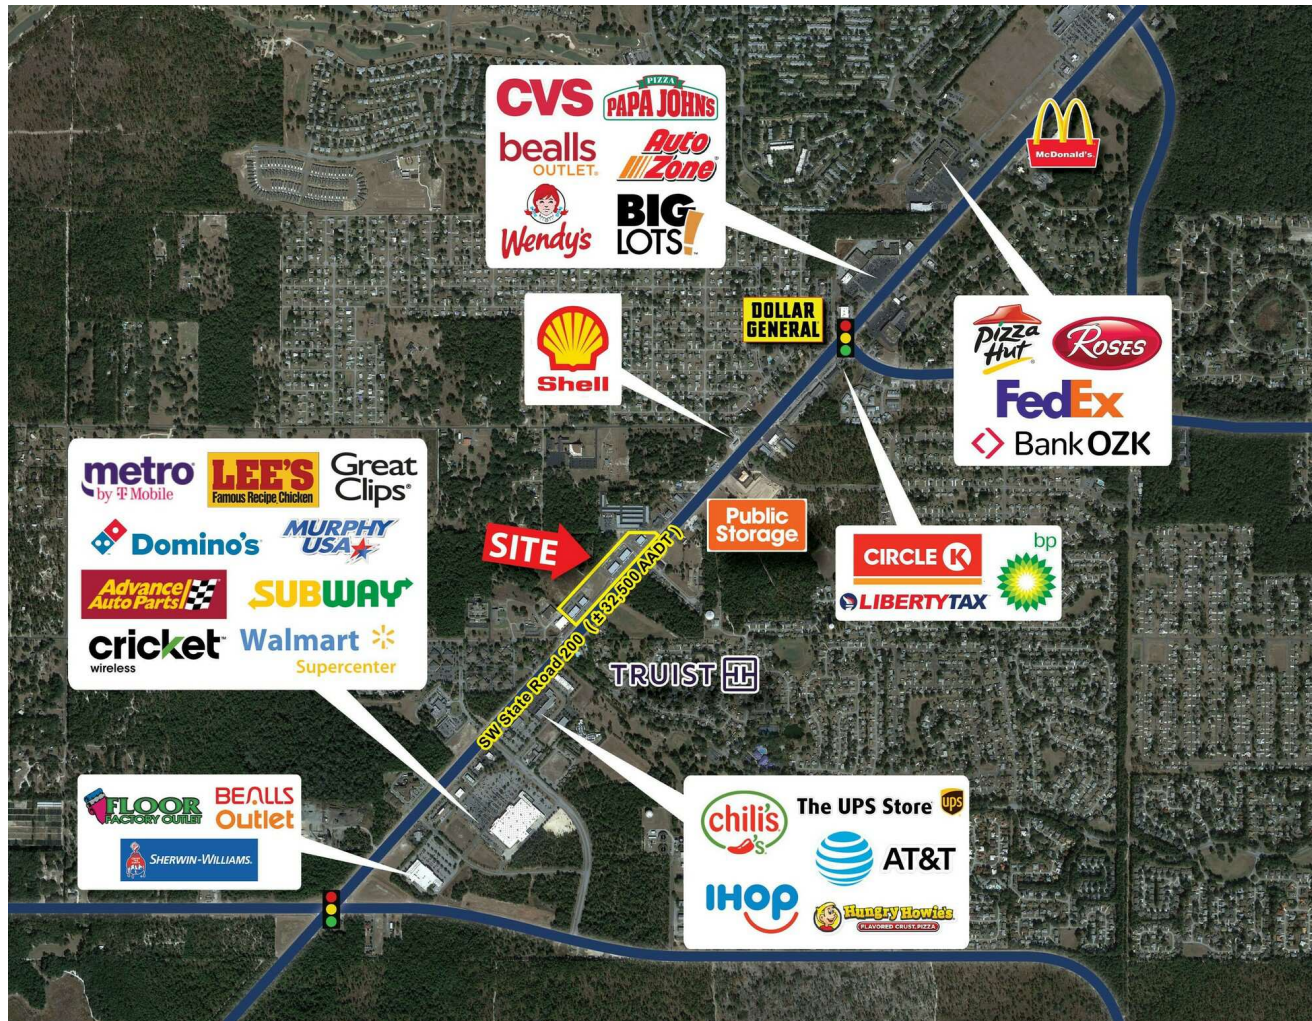 CVS
PIZZA
PAPA JOHNS
bealls
OUTLET
Auto
Zone
Wendy's
BIG
LOTS!
McDonald's
DOLLAR
GENERAL
Shell
Pizza
Hut
ROSES
FedEx
Bank OZK
metro
by T Mobile
LEE'S
Famous Recipe Chicken
Great
Clips
Domino's
MURPHY
USA
Advance
Auto Parts
SUBWAY
cricket
wireless
Walmart
Supercenter
SITE
Public
Storage
CIRCLE K
LIBERTY TAX
bp
SW State Road 200 (± 32,500 AADT)
TRUIST
FLOOR
FACTORY OUTLET
BEALLS
Outlet
SHERWIN-WILLIAMS.
chili's
's
The UPS Store
ups
AT&T
IHOP
Hungry Howie's
FLAVORED CRUST PIZZA